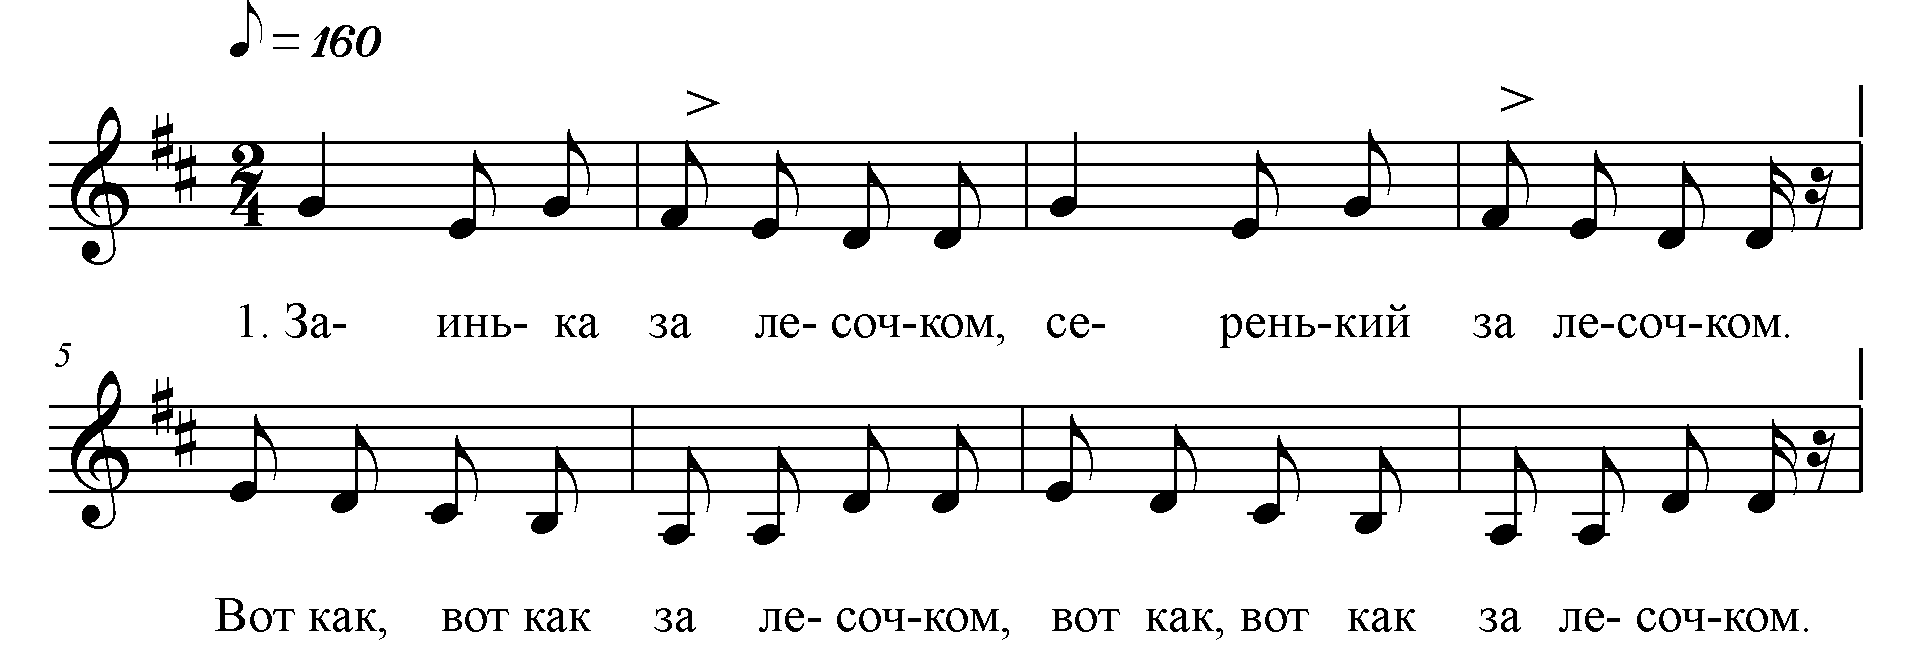 ♪ = 160
2/4
1. За- инь- ка за ле- соч-ком, се- рень-кий за ле-соч-ком.
5
Вот как, вот как за ле- соч-ком, вот как, вот как за ле- соч-ком.